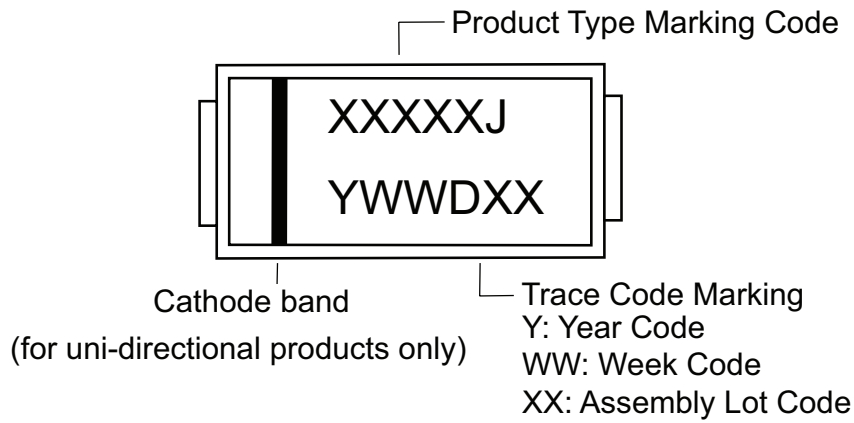 Product Type Marking Code
XXXXXJ
YWWDXX
Cathode band
(for uni-directional products only)
Trace Code Marking
Y: Year Code
WW: Week Code
XX: Assembly Lot Code